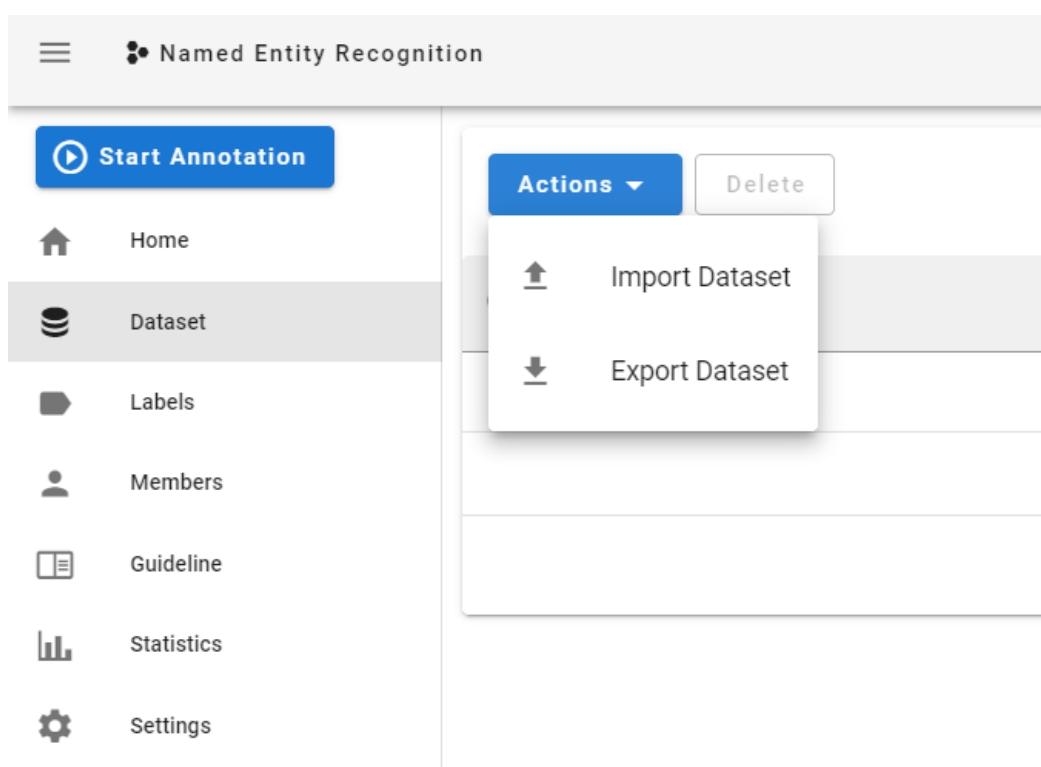 Named Entity Recognition
Start Annotation
Actions
Delete
Home
Import Dataset
Dataset
Export Dataset
Labels
Members
Guideline
Statistics
Settings